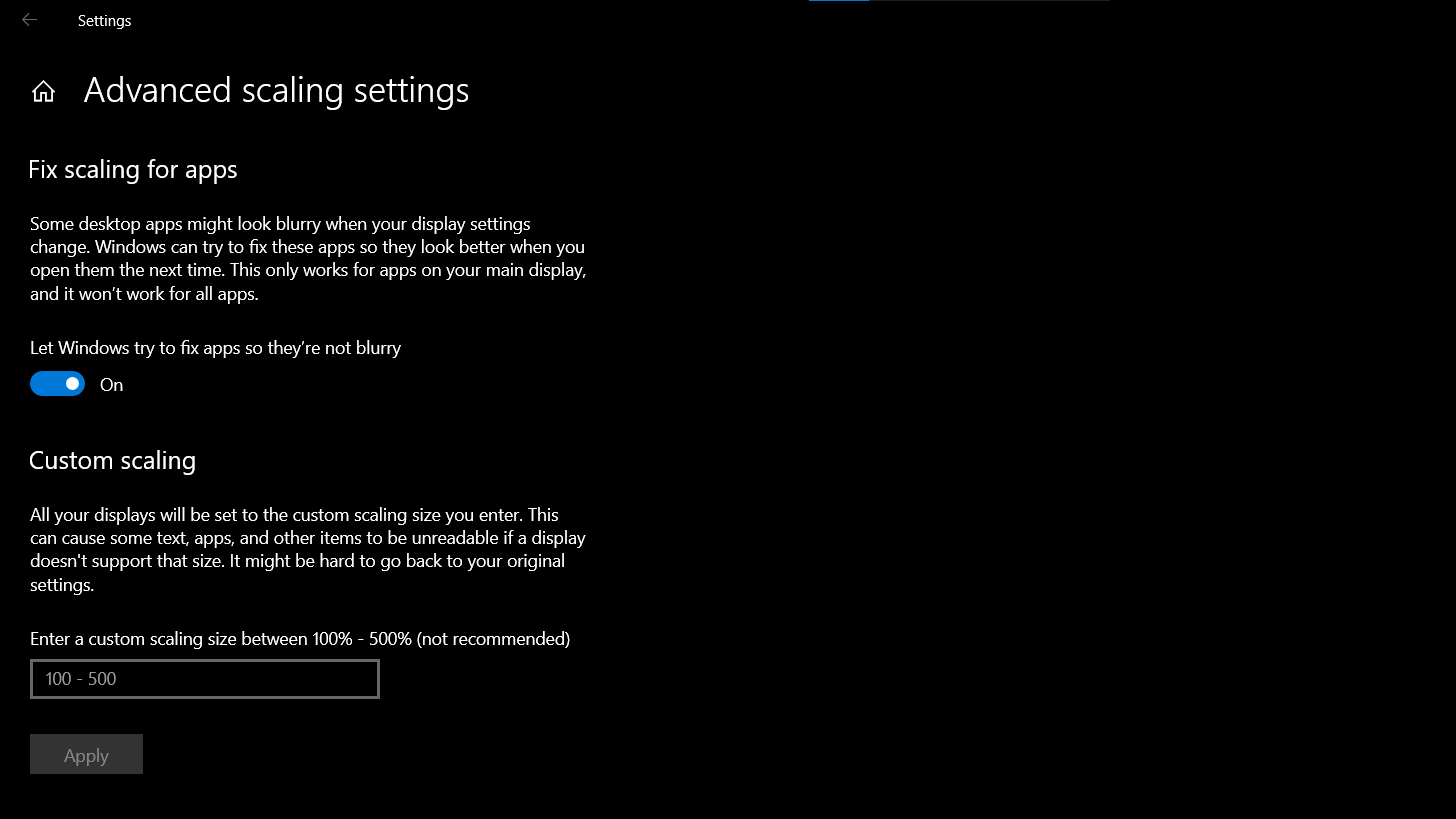 Settings
Advanced scaling settings
Fix scaling for apps
Some desktop apps might look blurry when your display settings
change. Windows can try to fix these apps so they look better when you
open them the next time. This only works for apps on your main display,
and it won’t work for all apps.
Let Windows try to fix apps so they’re not blurry
On
Custom scaling
All your displays will be set to the custom scaling size you enter. This
can cause some text, apps, and other items to be unreadable if a display
doesn't support that size. It might be hard to go back to your original
settings.
Enter a custom scaling size between 100% - 500% (not recommended)
100 - 500
Apply